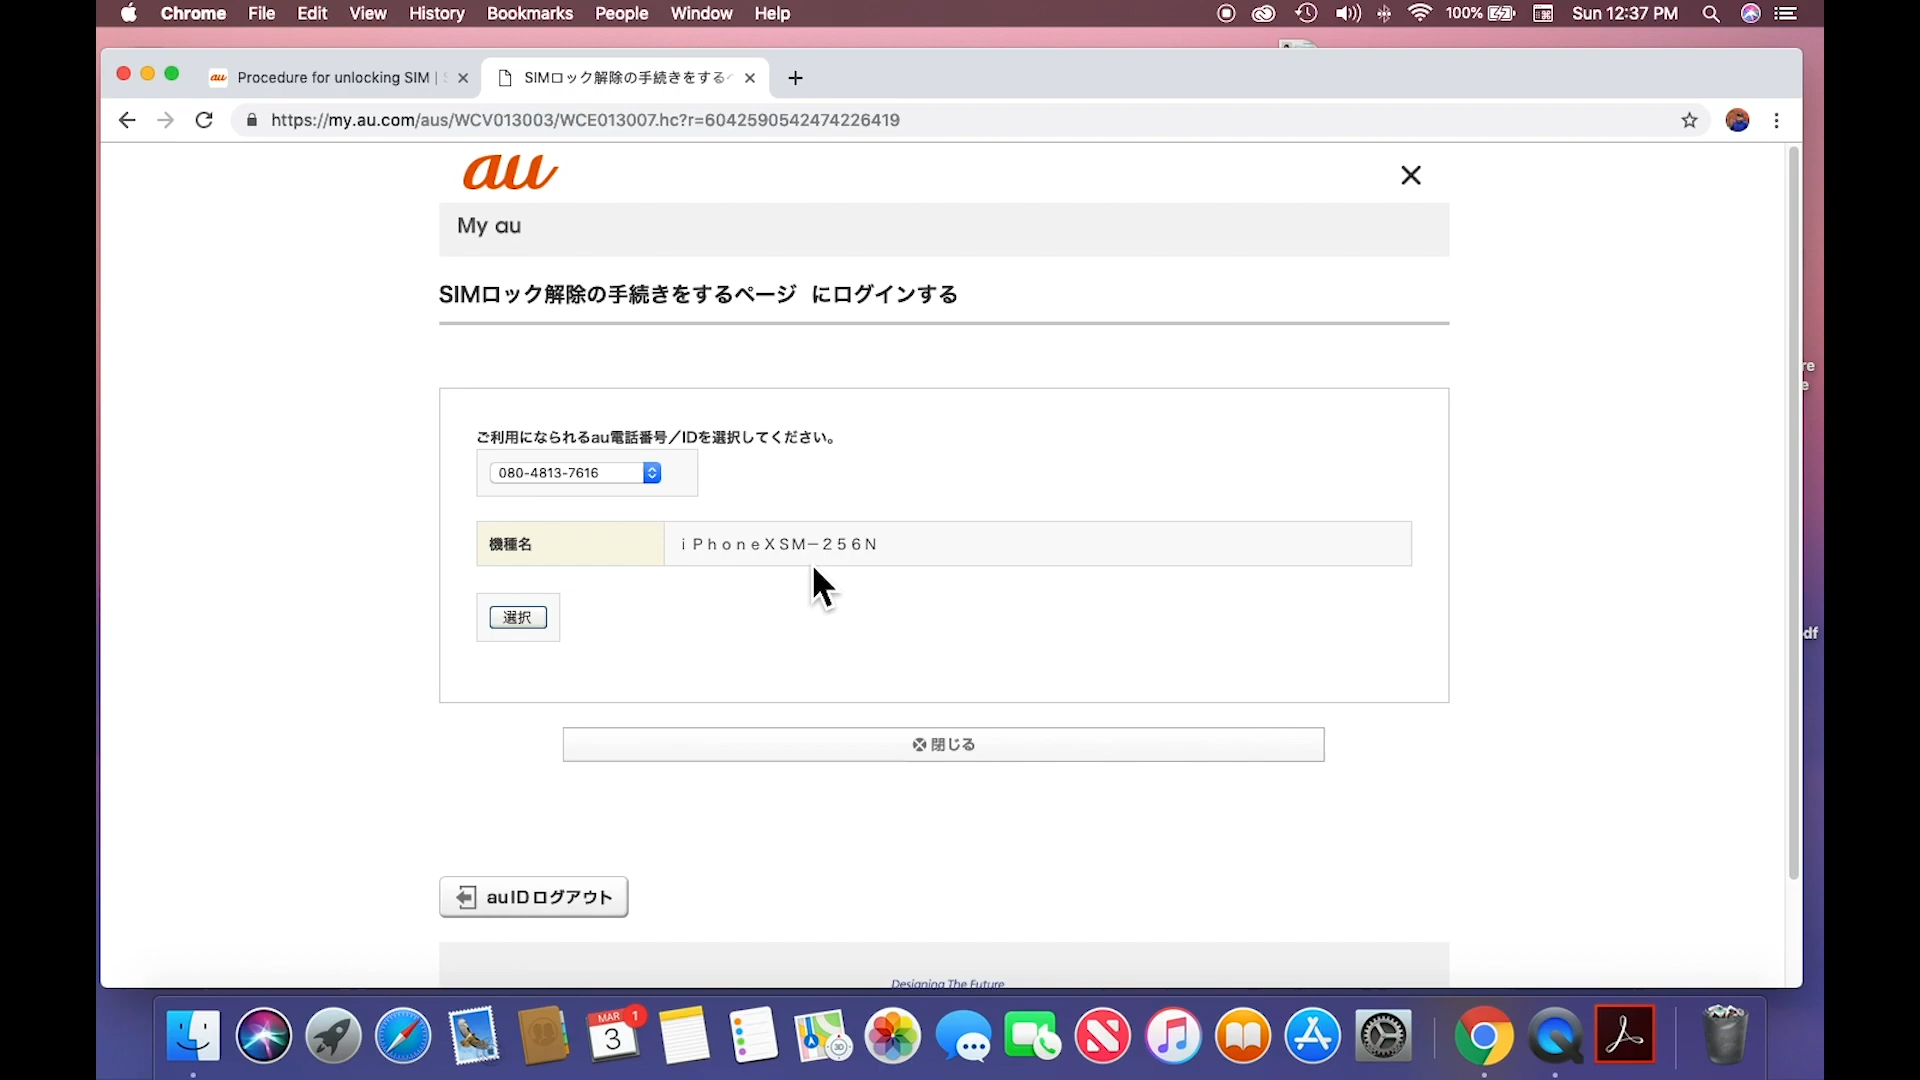 Chrome File Edit View History Bookmarks People Window Help 100% Sun 12:37 PM
au Procedure for unlocking SIM | SIMロック解除の手続きをする
https://my.au.com/aus/WCV013003/WCE013007.hc?r=6042590542474226419
au
My au
SIMロック解除の手続きをするページ にログインする
ご利用になられるau電話番号／IDを選択してください。
080-4813-7616
機種名 ｉＰｈｏｎｅＸＳＭ－２５６Ｎ
選択
閉じる
au IDログアウト
Designing The Future
re
e
df
MAR 1
3
3D